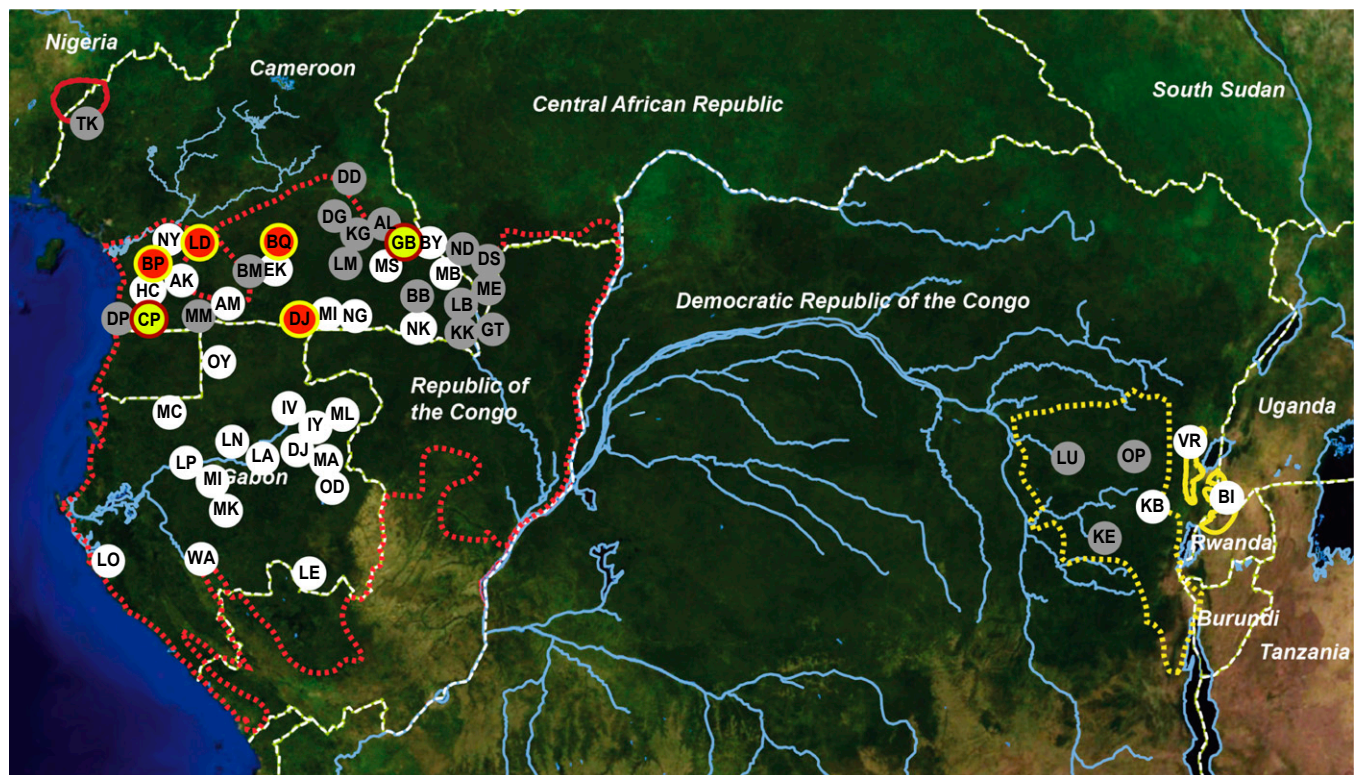 Nigeria
Cameroon
Central African Republic
South Sudan
TK
DD
DG
AL
KG
NY
LD
BQ
GB
BY
ND
DS
BP
LM
MS
BM
EK
MB
AK
HC
ME
BB
LB
AM
DP
CP
MM
DJ
MI
NG
NK
KK
GT
Democratic Republic of the Congo
OY
Republic of
the Congo
MC
IV
IY
ML
LN
DJ
LP
LA
MA
MI
Gabon
OD
MK
Uganda
VR
LU
OP
BI
KB
KE
Rwanda
LO
WA
LE
Burundi
Tanzania